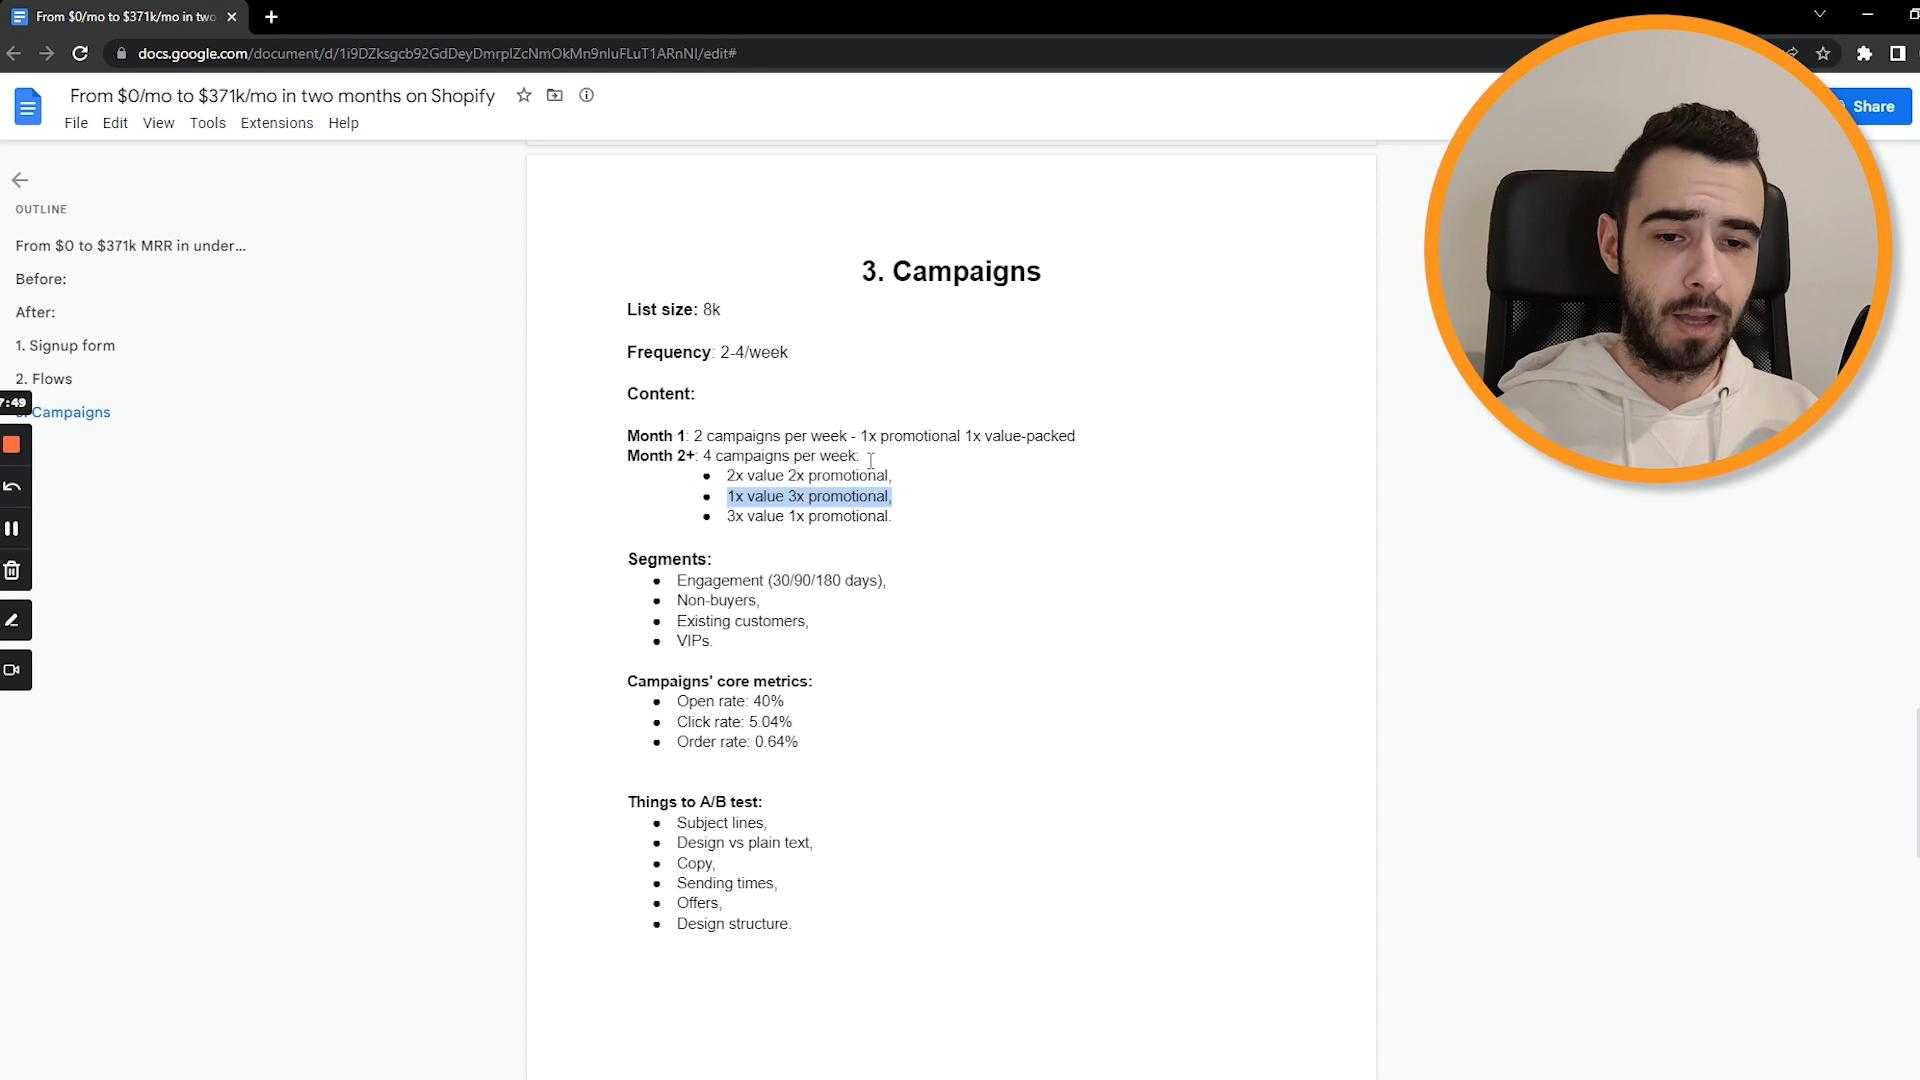 From $0/mo to $371k/mo in two
docs.google.com/document/d/1i9DZksgcb92GdDeyDmrplZcNmOkMn9nluFLuT1ARnNI/edit#
From $0/mo to $371k/mo in two months on Shopify
File Edit View Tools Extensions Help
Share
OUTLINE
From $0 to $371k MRR in under...
Before:
After:
1. Signup form
2. Flows
Campaigns
7:49
3. Campaigns
List size: 8k
Frequency: 2-4/week
Content:
Month 1: 2 campaigns per week - 1x promotional 1x value-packed
Month 2+: 4 campaigns per week:
● 2x value 2x promotional,
● 1x value 3x promotional,
● 3x value 1x promotional.
Segments:
● Engagement (30/90/180 days),
● Non-buyers,
● Existing customers,
● VIPs.
Campaigns' core metrics:
● Open rate: 40%
● Click rate: 5.04%
● Order rate: 0.64%
Things to A/B test:
● Subject lines,
● Design vs plain text,
● Copy,
● Sending times,
● Offers,
● Design structure.